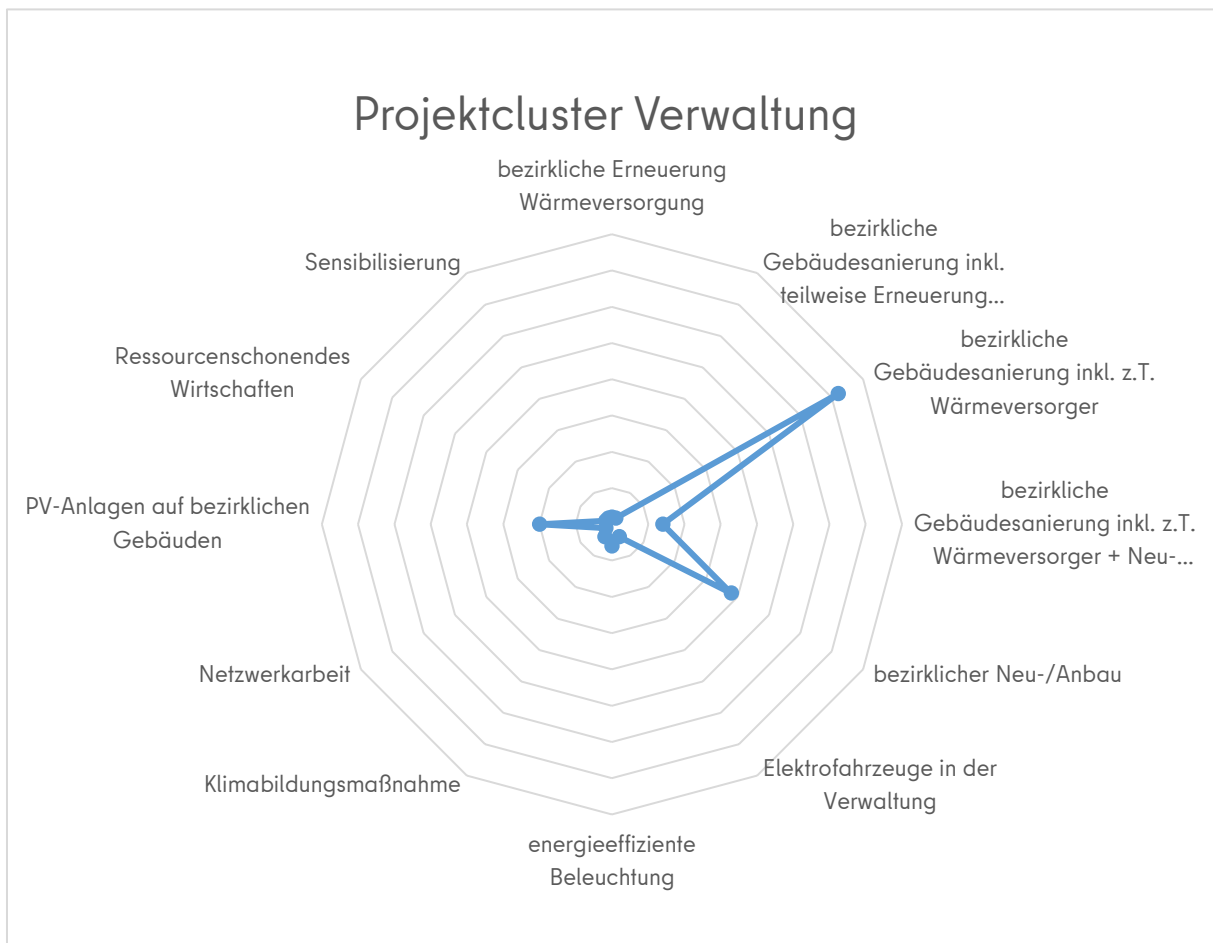 Projektcluster Verwaltung
bezirkliche Erneuerung
Wärmeversorgung
bezirkliche
Gebäudesanierung inkl.
teilweise Erneuerung...
bezirkliche
Gebäudesanierung inkl. z.T.
Wärmeversorger
bezirkliche
Gebäudesanierung inkl. z.T.
Wärmeversorger + Neu-...
bezirklicher Neu-/Anbau
Elektrofahrzeuge in der
Verwaltung
energieeffiziente
Beleuchtung
Klimabildungsmaßnahme
Netzwerkarbeit
PV-Anlagen auf bezirklichen
Gebäuden
Ressourcenschonendes
Wirtschaften
Sensibilisierung